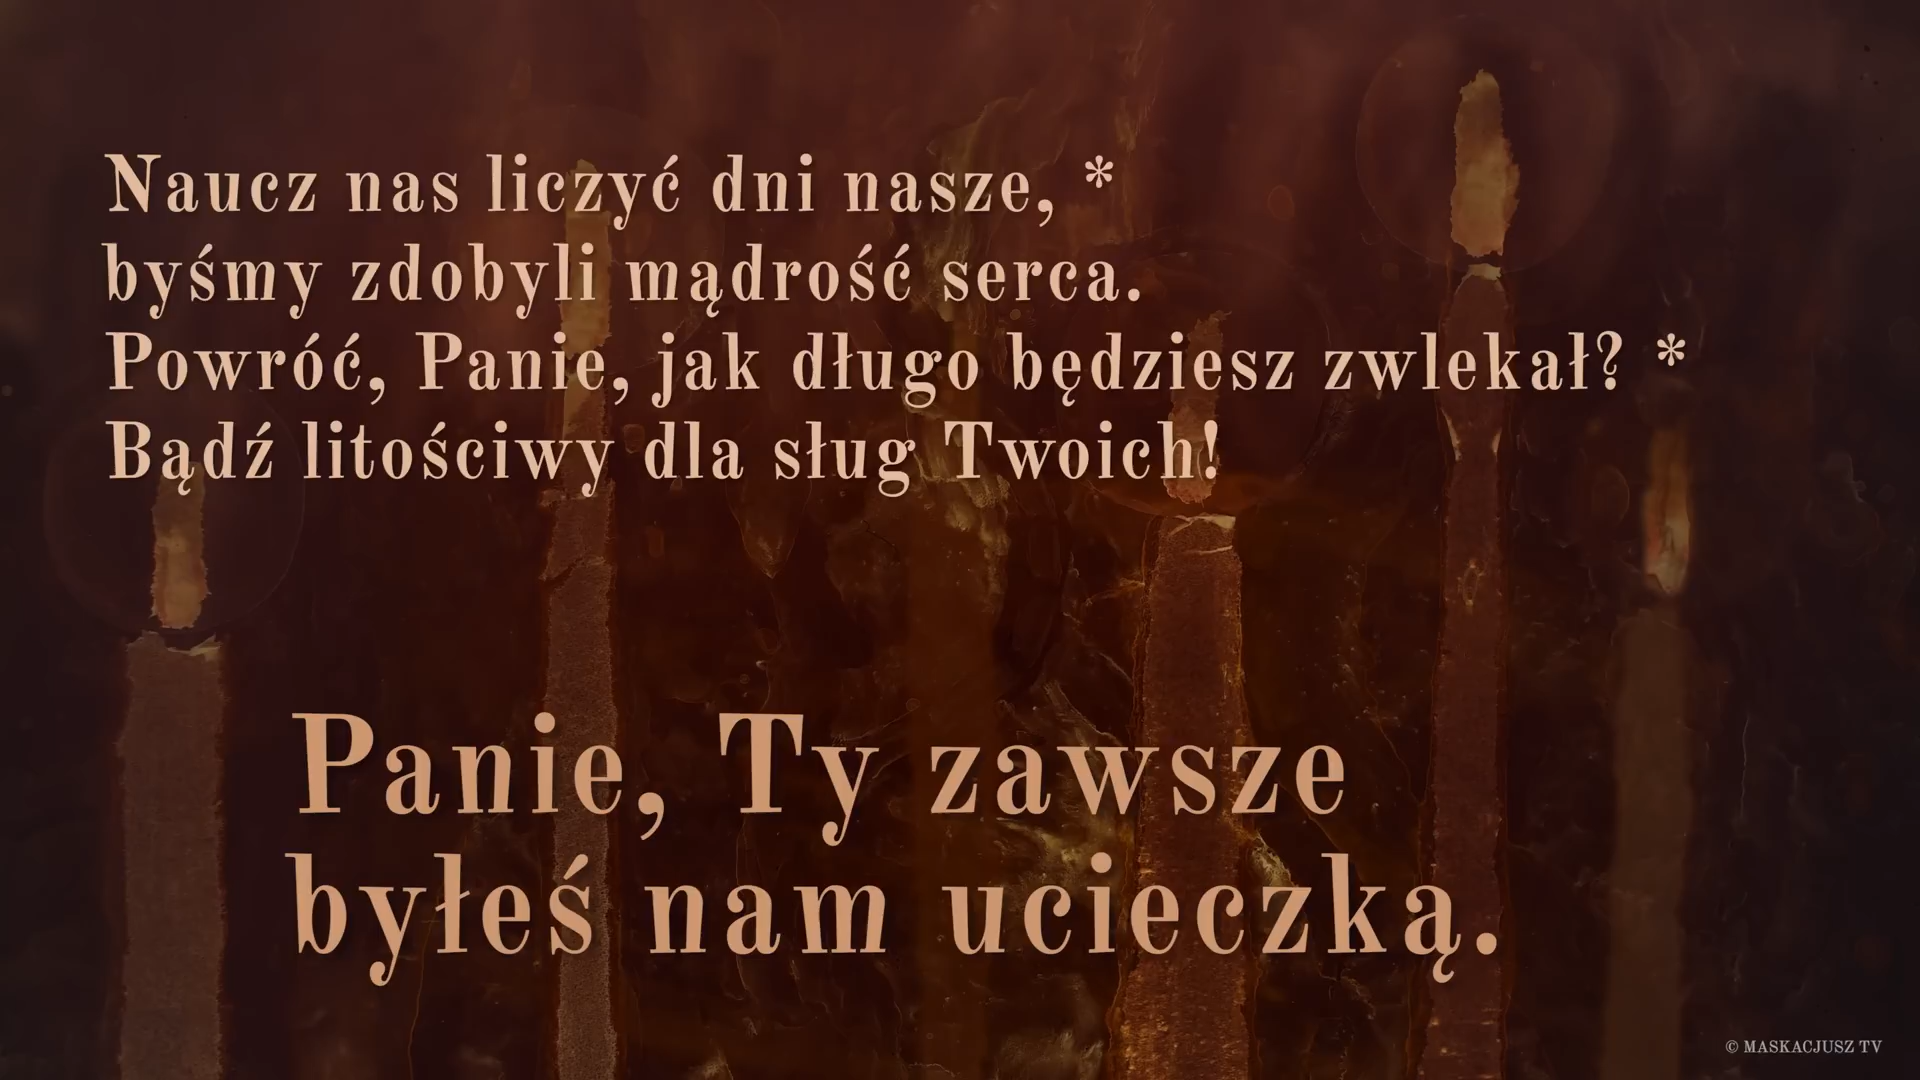 Naucz nas liczyć dni nasze, *
byśmy zdobyli mądrość serca.
Powróć, Panie, jak długo będziesz zwlekał? *
Bądź litościwy dla sług Twoich!
Panie, Ty zawsze
byłeś nam ucieczką.
© MASKACJUSZ TV